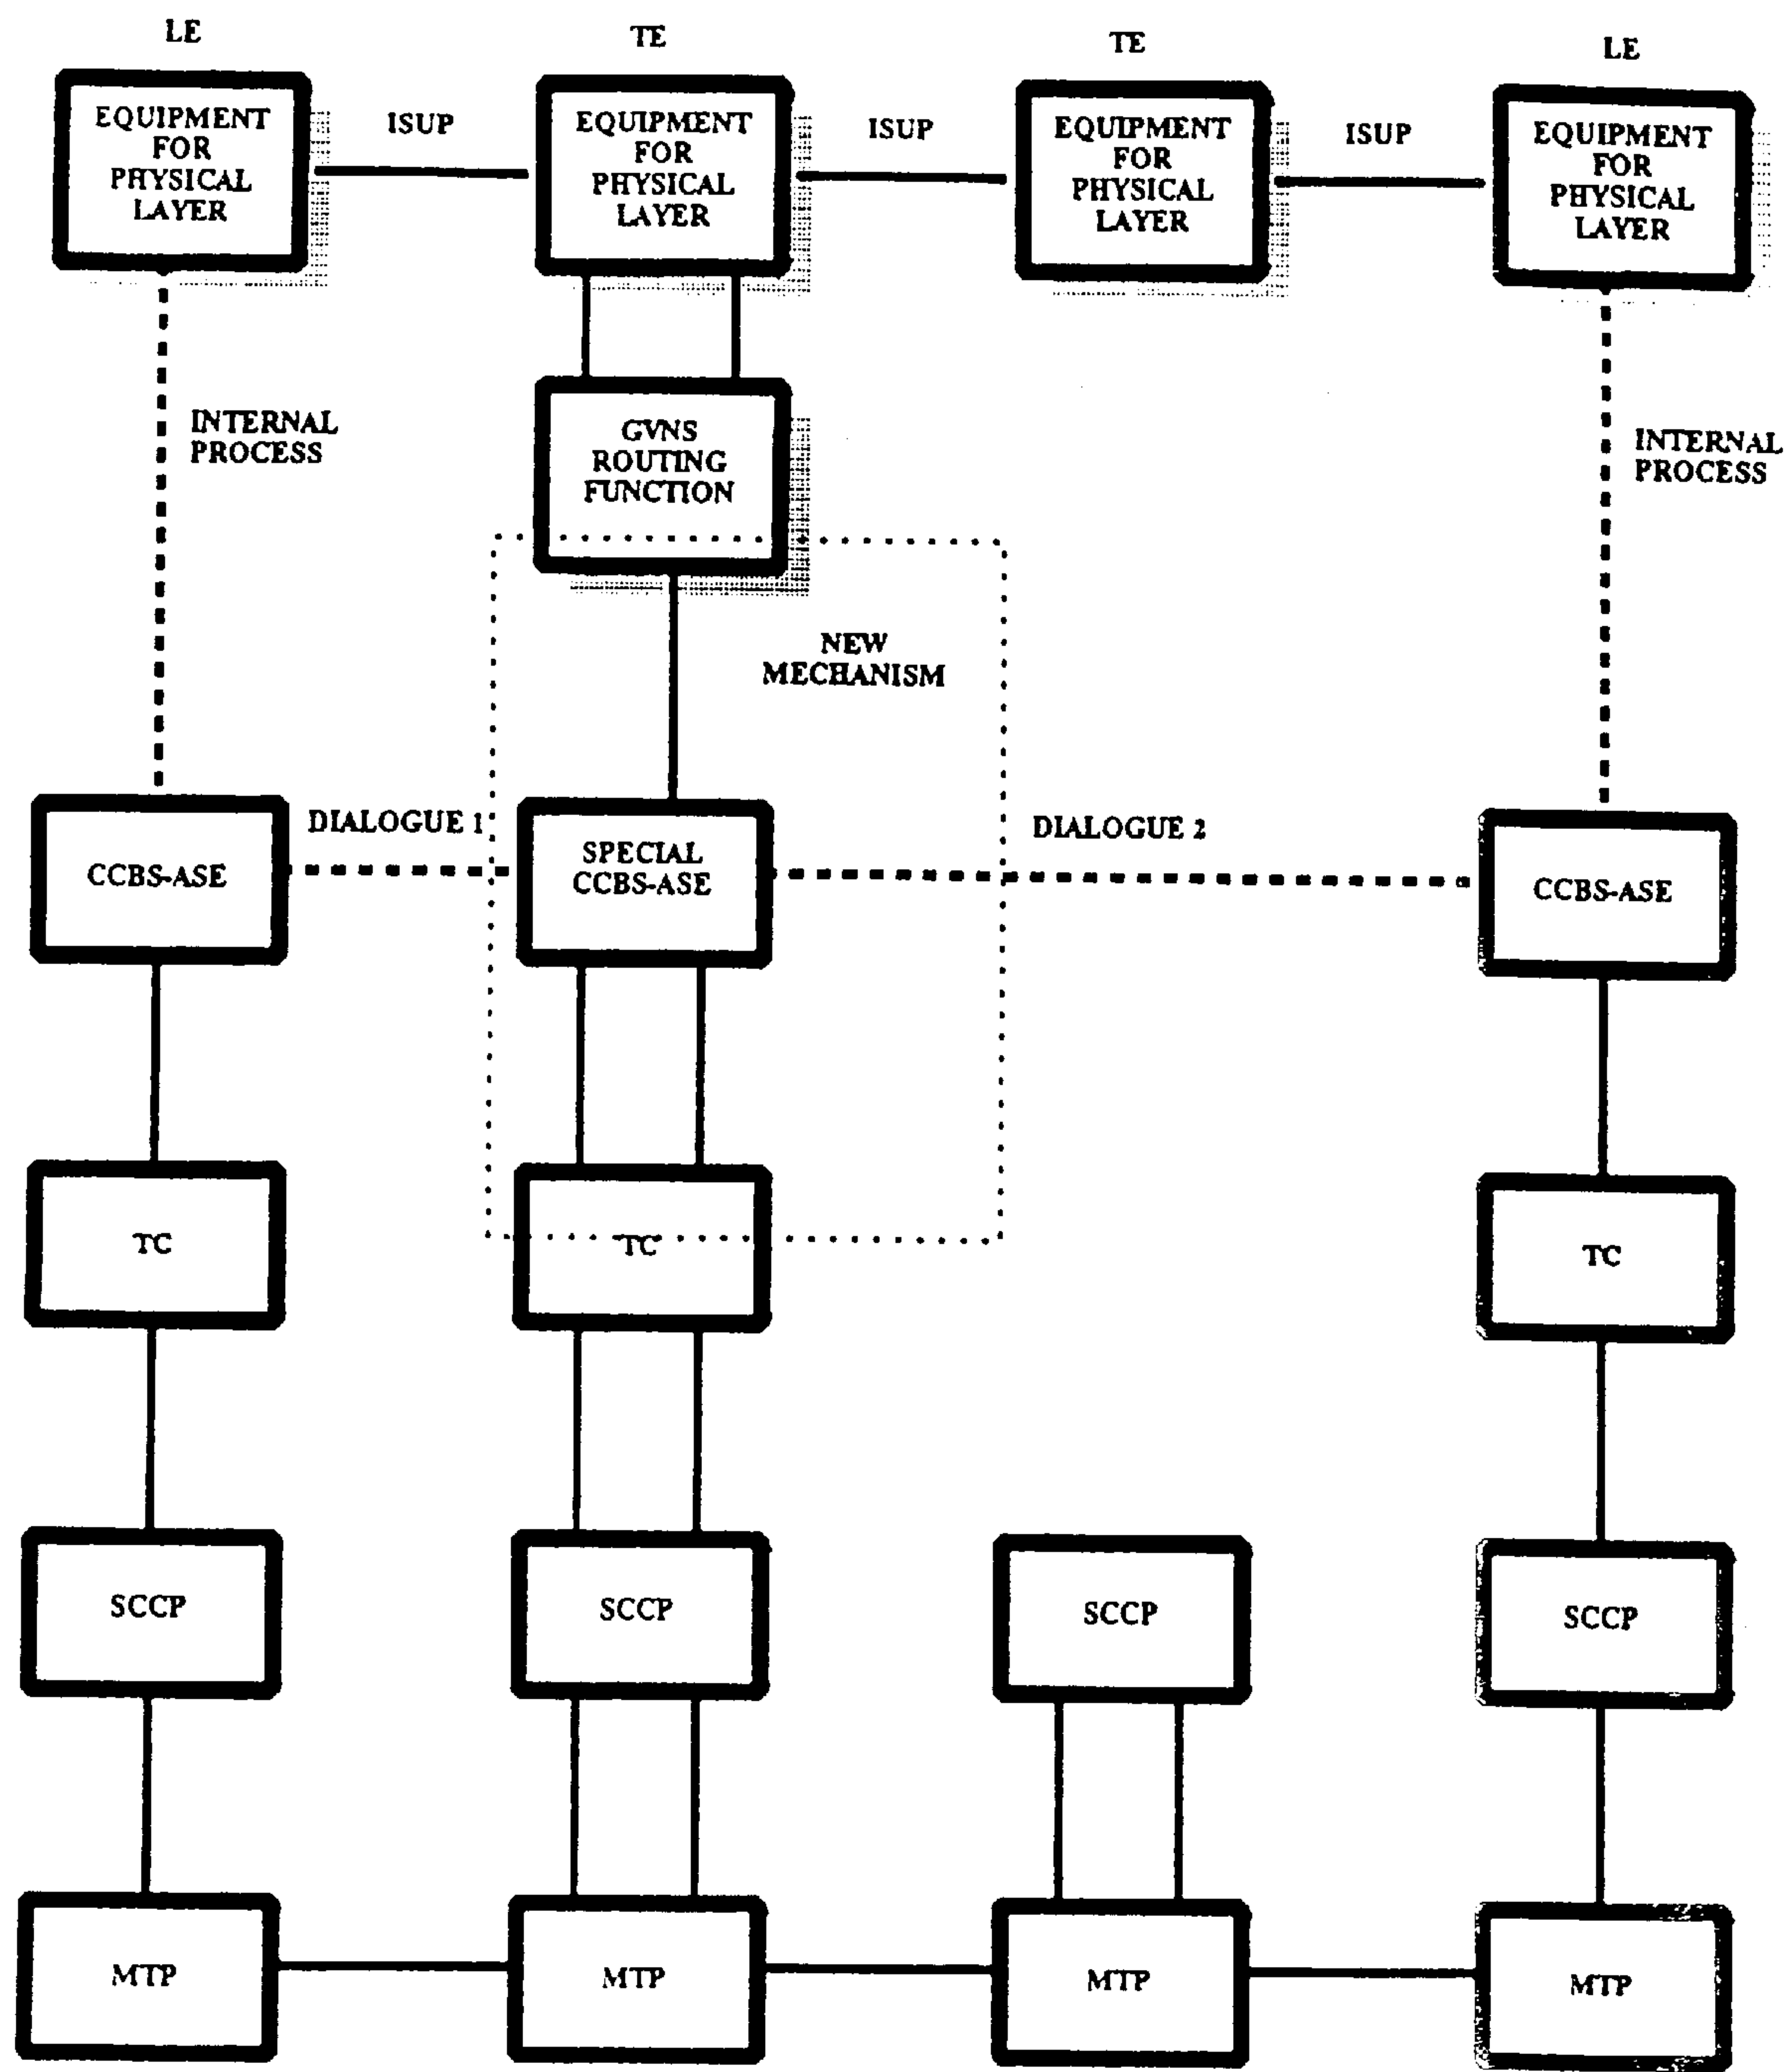 LE
TE
TE
LE
EQUIPMENT
FOR
PHYSICAL
LAYER
ISUP
EQUIPMENT
FOR
PHYSICAL
LAYER
ISUP
EQUIPMENT
FOR
PHYSICAL
LAYER
ISUP
EQUIPMENT
FOR
PHYSICAL
LAYER
INTERNAL
PROCESS
GVNS
ROUTING
FUNCTION
INTERNAL
PROCESS
NEW
MECHANISM
CCBS-ASE
DIALOGUE 1
SPECIAL
CCBS-ASE
DIALOGUE 2
CCBS-ASE
TC
TC
TC
SCCP
SCCP
SCCP
SCCP
MTP
MTP
MTP
MTP